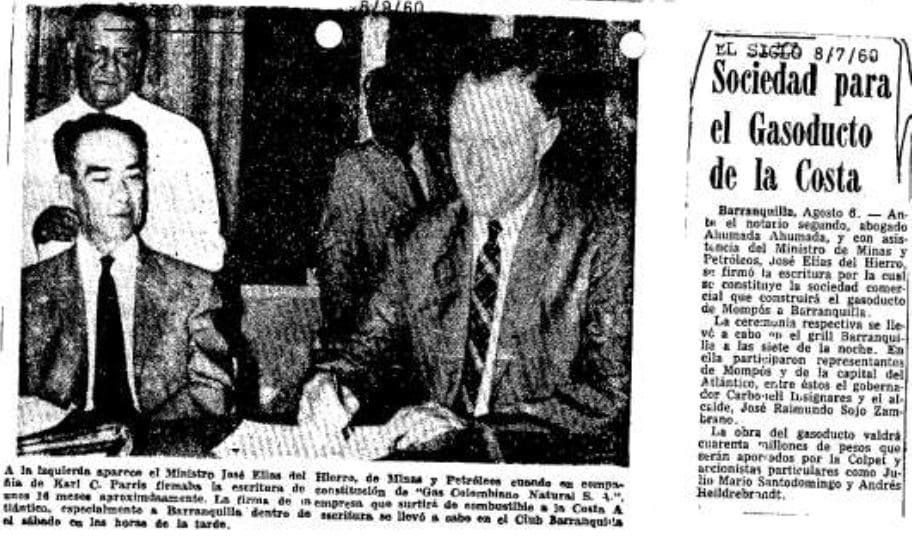 8/9/60
A la izquierda aparece el Ministro José Elías del Hierro, de Minas y Petróleos cuando en compa-
ñía de Karl C. Parris firmaba la escritura de constitución de "Gas Colombiano Natural S. A.",
unos 16 meses aproximadamente. La firma de empresa que surtirá de combustible a la Costa A
tlántico, especialmente a Barranquilla dentro de escritura se llevó a cabo en el Club Barranquilla
el sábado en las horas de la tarde.
EL SIGLO 8/7/60
Sociedad para
el Gasoducto
de la Costa
Barranquilla, Agosto 6. — An-
te el notario segundo, abogado
Ahumada Ahumada, y con asis-
tencia del Ministro de Minas y
Petróleos, José Elías del Hierro,
se firmó la escritura por la cual
se constituye la sociedad comer-
cial que construirá el gasoducto
de Mompós a Barranquilla.
La ceremonia respectiva se lle-
vó a cabo en el grill Barranqui-
lla a las siete de la noche. En
ella participaron representantes
de Mompós y de la capital del
Atlántico, entre éstos el goberna-
dor Carbonell Insignares y el al-
calde, José Raimundo Sojo Zam-
brano.
La obra del gasoducto valdrá
cuarenta millones de pesos que
serán aportados por la Colpet y
accionistas particulares como Ju-
lio Mario Santodomingo y Andrés
Heildrebrandt.